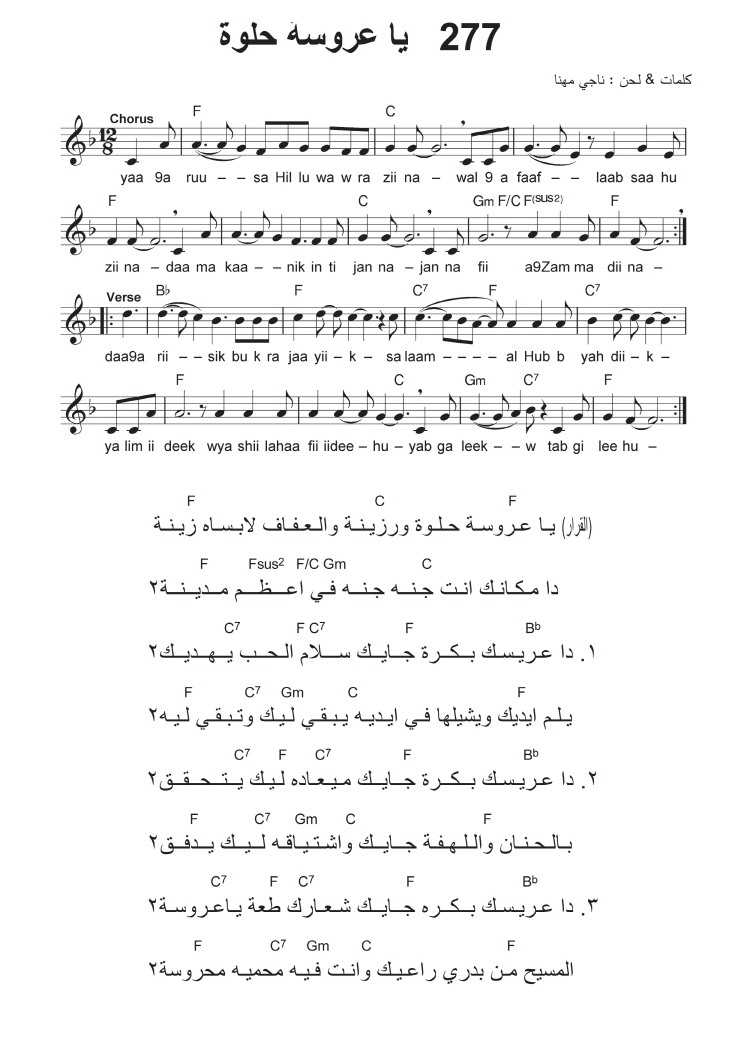 277 يا عروسة حلوة
كلمات & لحن : ناجي مهنا
Chorus F C
12
8
yaa 9a ruu – – sa Hil lu wa w ra zii na – wal 9 a faaf – – laab saa hu
F C Gm F/C F(sus2) F
zii na – daa ma kaa – – nik in ti jan na – jan na fii a9Zam ma dii na –
Verse Bb F C7 F C7
daa9a rii – – sik bu k ra jaa yii – k – sa laam – – – – al Hub b yah dii – k –
F C Gm C7 F
ya lim ii deek wya shii lahaa fii iidee – hu – yab ga leek – – w tab gi lee hu –
F C F
(القرار) يا عروسة حلوة ورزينة والعفاف لابساه زينة
F Fsus2 F/C Gm C
دا مكانك انت جنه جنه في اعظم مدينة٢
C7 F C7 F Bb
١. دا عريسك بكرة جايك سلام الحب يهديك٢
F C7 Gm C F
يلم ايديك ويشيلها في ايديه يبقي ليك وتبقي ليه٢
C7 F C7 F Bb
٢. دا عريسك بكرة جايك ميعاده ليك يتحقق٢
F C7 Gm C F
بالحنان واللهفة جايك واشتياقه ليك يدفق٢
C7 F C7 F Bb
٣. دا عريسك بكره جايك شعارك طعة ياعروسة٢
F C7 Gm C F
المسيح من بدري راعيك وانت فيه محميه محروسة٢